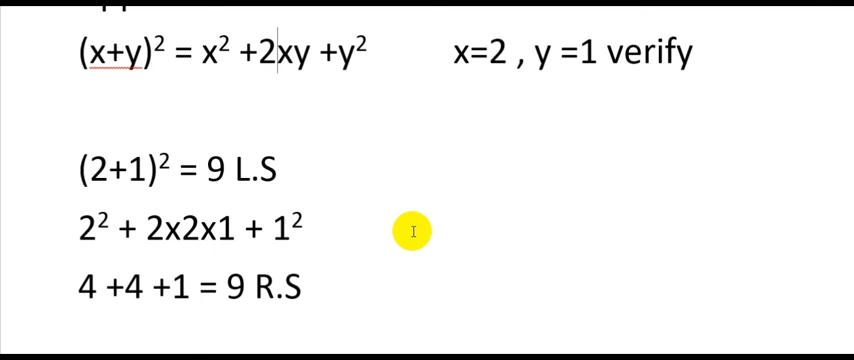 (x+y)² = x² +2xy +y² x=2 , y =1 verify
(2+1)² = 9 L.S
2² + 2x2x1 + 1²
4 +4 +1 = 9 R.S